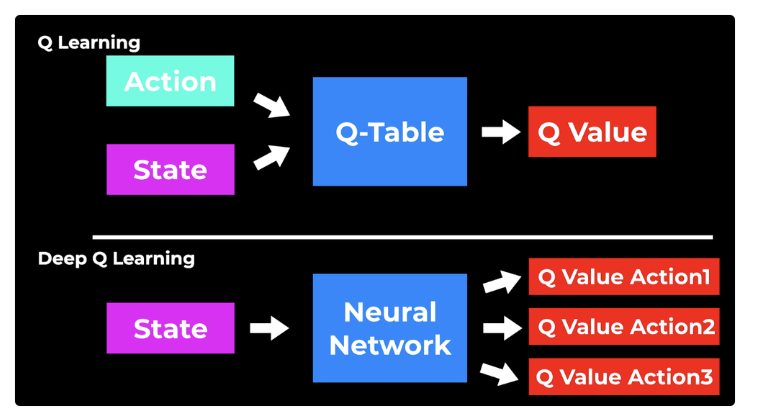 Q Learning
Action
State
Q-Table
Q Value
Deep Q Learning
State
Neural
Network
Q Value Action1
Q Value Action2
Q Value Action3